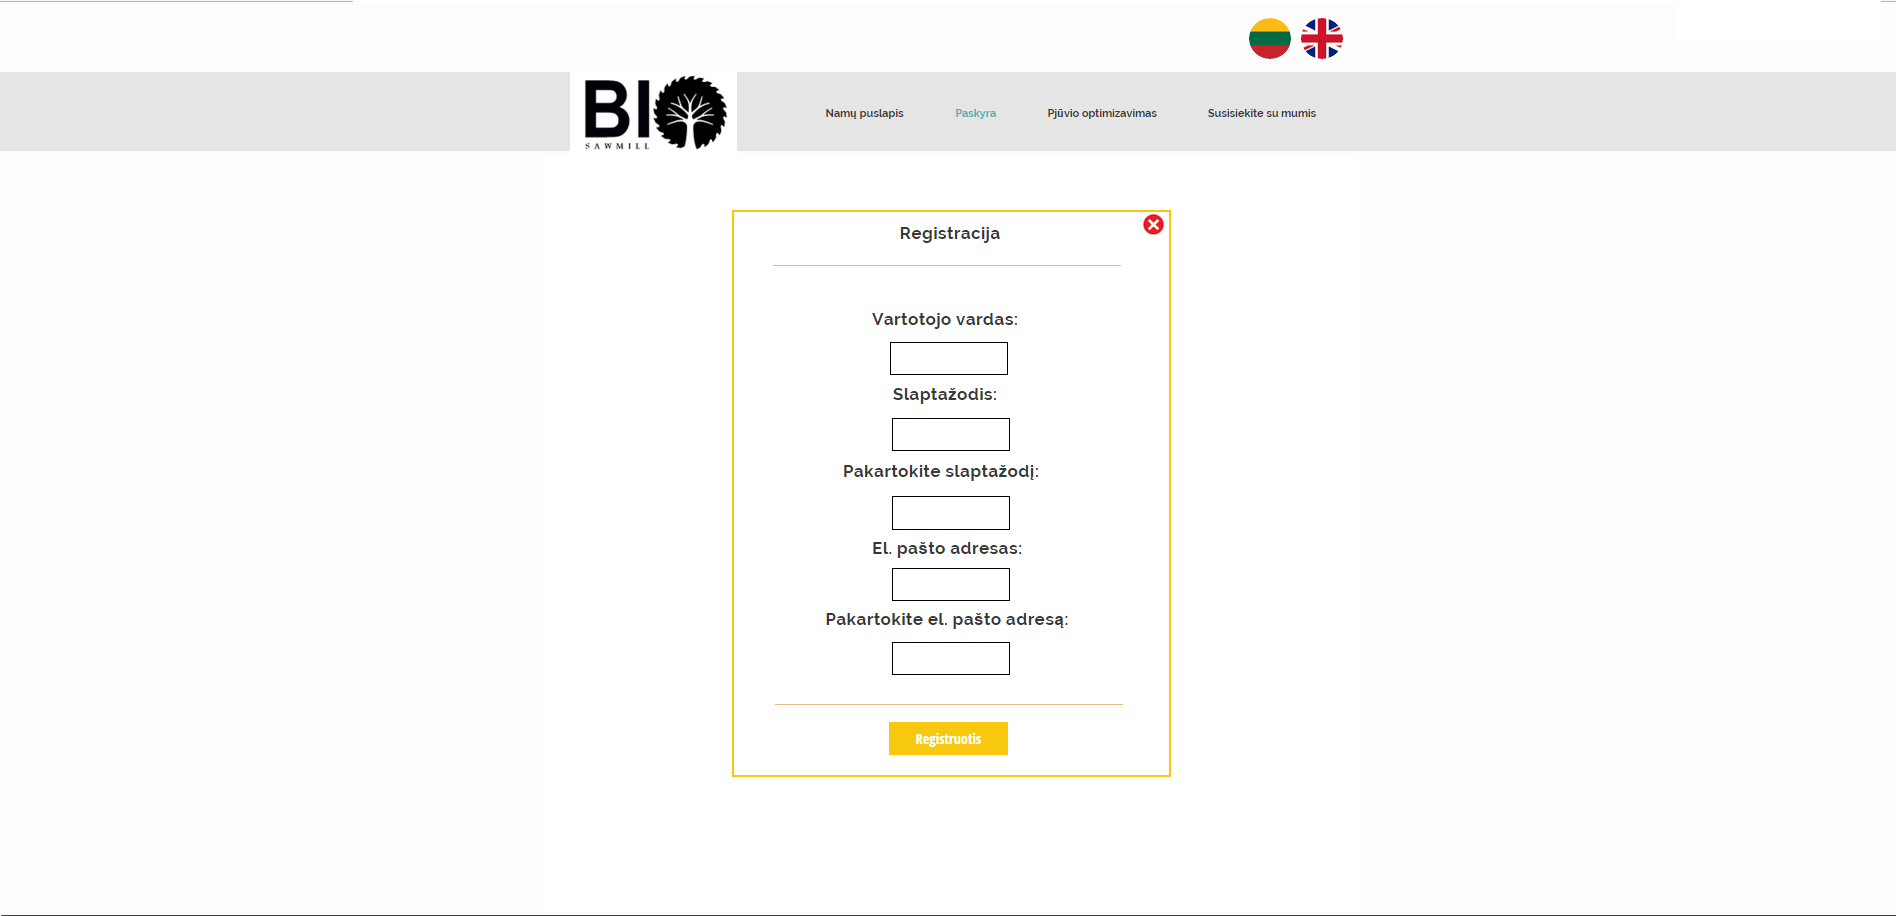 BIO
SAWMILL
Namų puslapis
Paskyra
Pjūvio optimizavimas
Susisiekite su mumis
Registracija
Vartotojo vardas:
Slaptažodis:
Pakartokite slaptažodį:
El. pašto adresas:
Pakartokite el. pašto adresą:
Registruotis